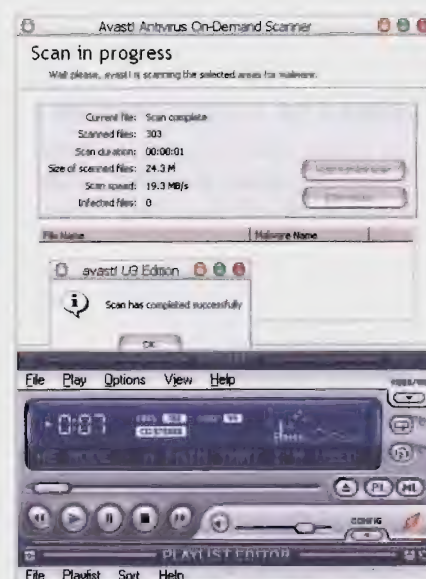 Avast! Antivirus On-Demand Scanner
Scan in progress
Wait please, avast! is scanning the selected areas for malware.
Current file: Scan complete
Scanned files: 303
Scan duration: 00:00:01
Size of scanned files: 24.3 M
Scan speed: 19.3 MB/s
Infected files: 0
File Name Malware Name
avast! U3 Edition
Scan has completed successfully
OK
File Play Options View Help
0:07
PAIN THAT I'M USED
PL ML
CONFIG
PLAYLIST EDITOR
File Playlist Sort Help